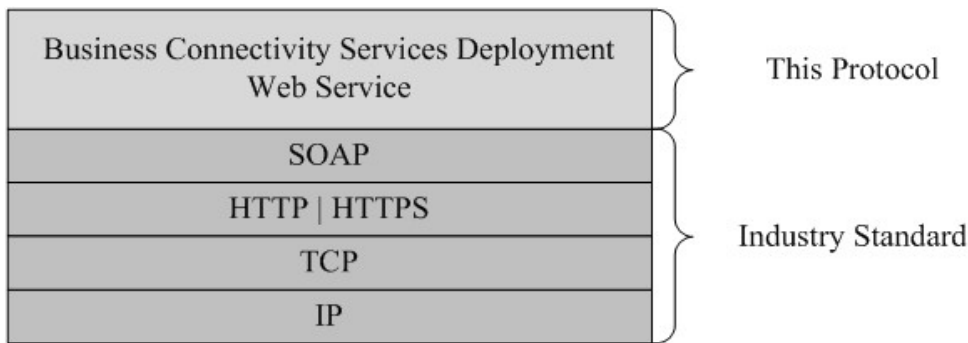 Business Connectivity Services Deployment
Web Service
This Protocol
SOAP
HTTP | HTTPS
TCP
IP
Industry Standard